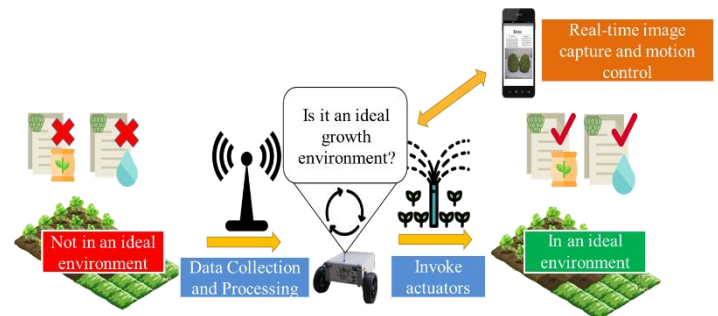 Real-time image
capture and motion
control
Is it an ideal
growth
environment?
Not in an ideal
environment
Data Collection
and Processing
Invoke
actuators
In an ideal
environment